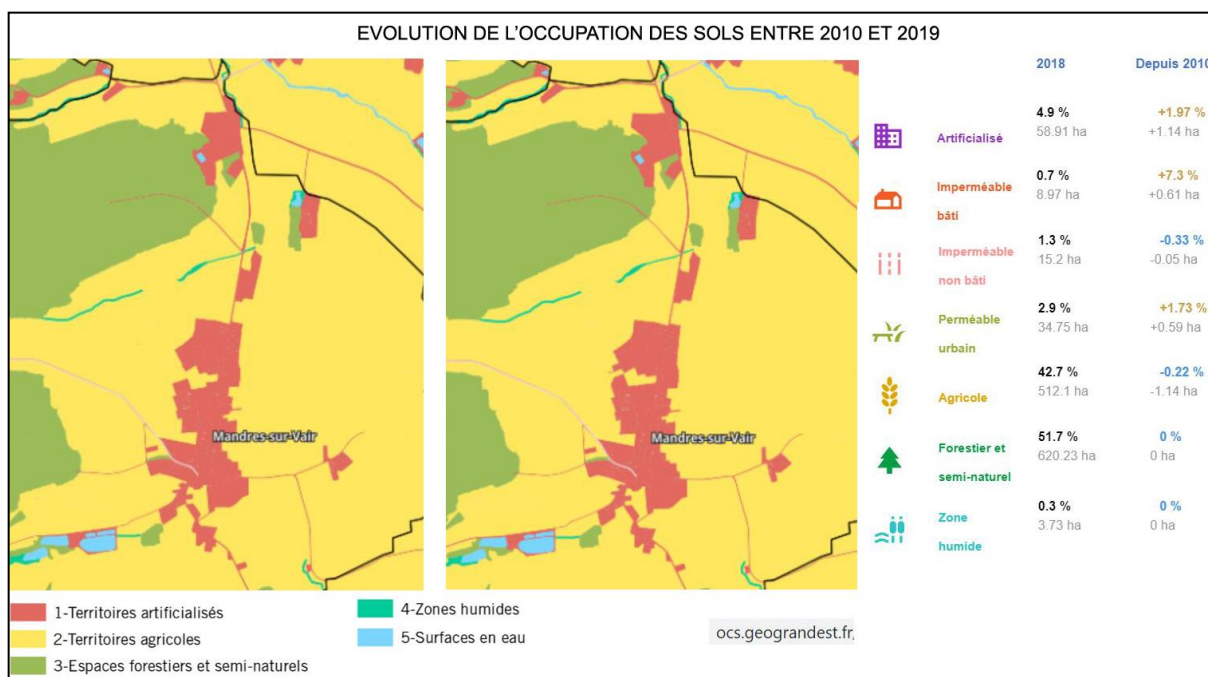 EVOLUTION DE L'OCCUPATION DES SOLS ENTRE 2010 ET 2019
Mandres-sur-Vair
Mandres-sur-Vair
2018 Depuis 2010
Artificialisé
4.9 % +1.97 %
58.91 ha +1.14 ha
Imperméable
bâti
0.7 % +7.3 %
8.97 ha +0.61 ha
Imperméable
non bâti
1.3 % -0.33 %
15.2 ha -0.05 ha
Perméable
urbain
2.9 % +1.73 %
34.75 ha +0.59 ha
Agricole
42.7 % -0.22 %
512.1 ha -1.14 ha
Forestier et
semi-naturel
51.7 % 0 %
620.23 ha 0 ha
Zone
humide
0.3 % 0 %
3.73 ha 0 ha
1-Territoires artificialisés
2-Territoires agricoles
3-Espaces forestiers et semi-naturels
4-Zones humides
5-Surfaces en eau
ocs.geograndest.fr,